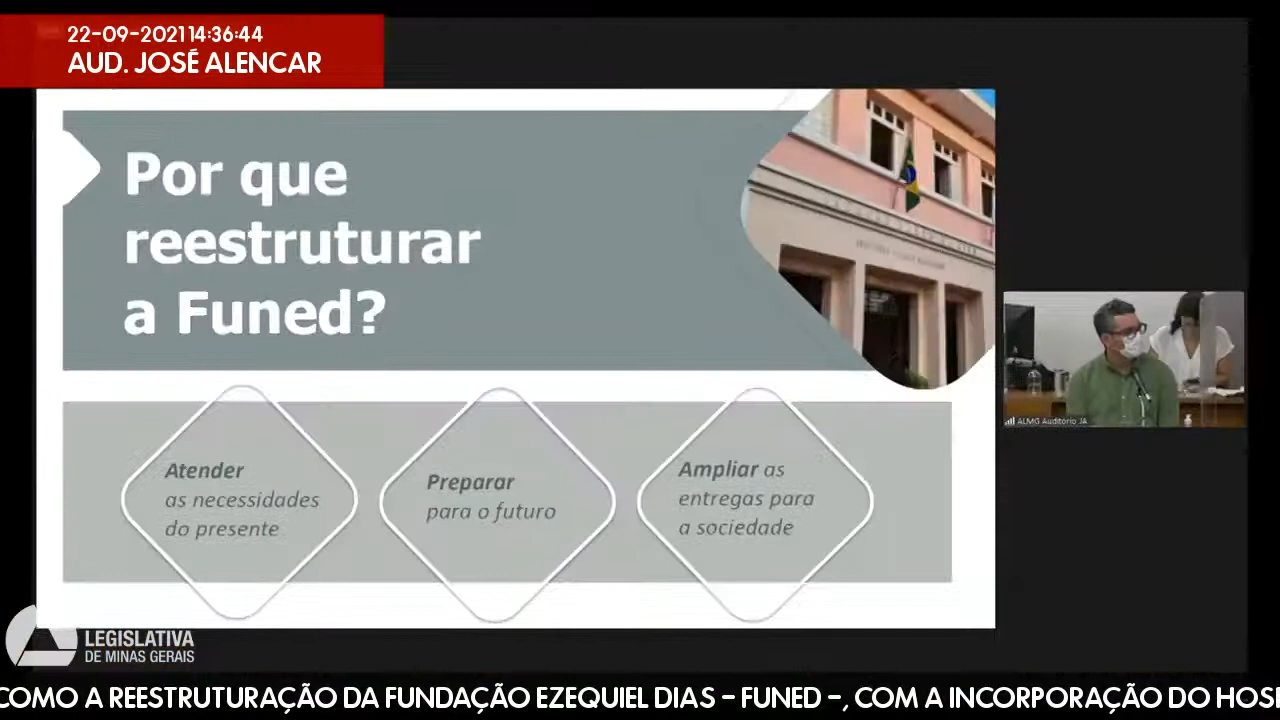 22-09-2021 14:36:44
AUD. JOSÉ ALENCAR
Por que
reestruturar
a Funed?
Atender
as necessidades
do presente
Preparar
para o futuro
Ampliar as
entregas para
a sociedade
ALMG Auditório JA
LEGISLATIVA
DE MINAS GERAIS
COMO A REESTRUTURAÇÃO DA FUNDAÇÃO EZEQUIEL DIAS – FUNED –, COM A INCORPORAÇÃO DO HOS